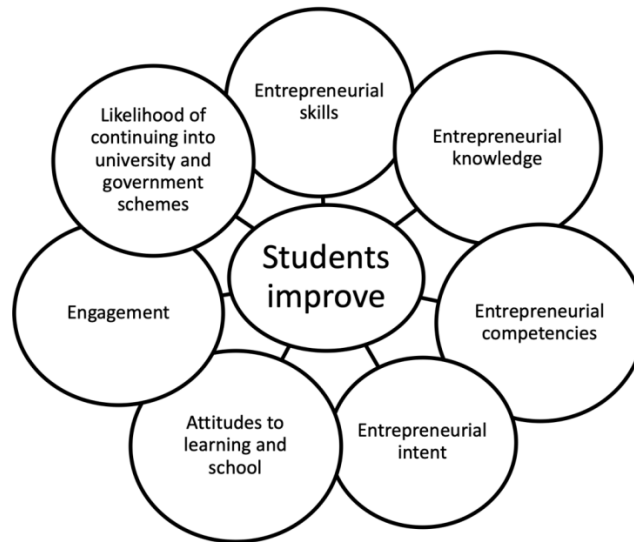 Entrepreneurial
skills
Entrepreneurial
knowledge
Entrepreneurial
competencies
Entrepreneurial
intent
Attitudes to
learning and
school
Engagement
Likelihood of
continuing into
university and
government
schemes
Students
improve